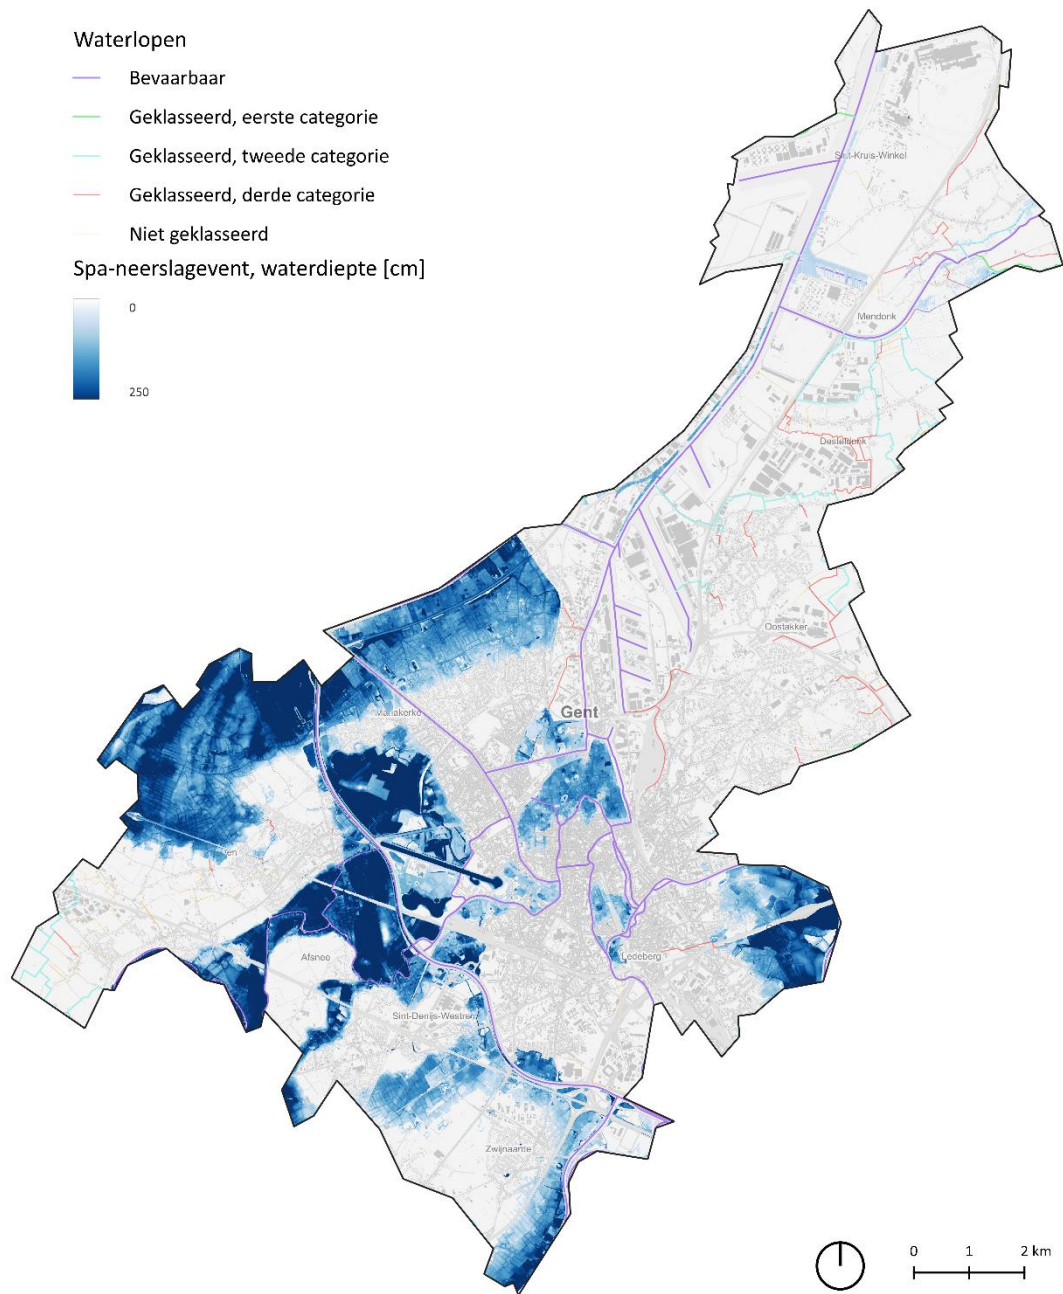 Waterlopen
Bevaarbaar
Geklasseerd, eerste categorie
Geklasseerd, tweede categorie
Geklasseerd, derde categorie
Niet geklasseerd
Spa-neerslagevent, waterdiepte [cm]
0
250
Sint-Kruis-Winkel
Mendonk
Desteldonk
Oostakker
Gent
Mariakerke
Afsnee
Ledeberg
Sint-Denijs-Westrem
Zwijnaarde
0 1 2 km